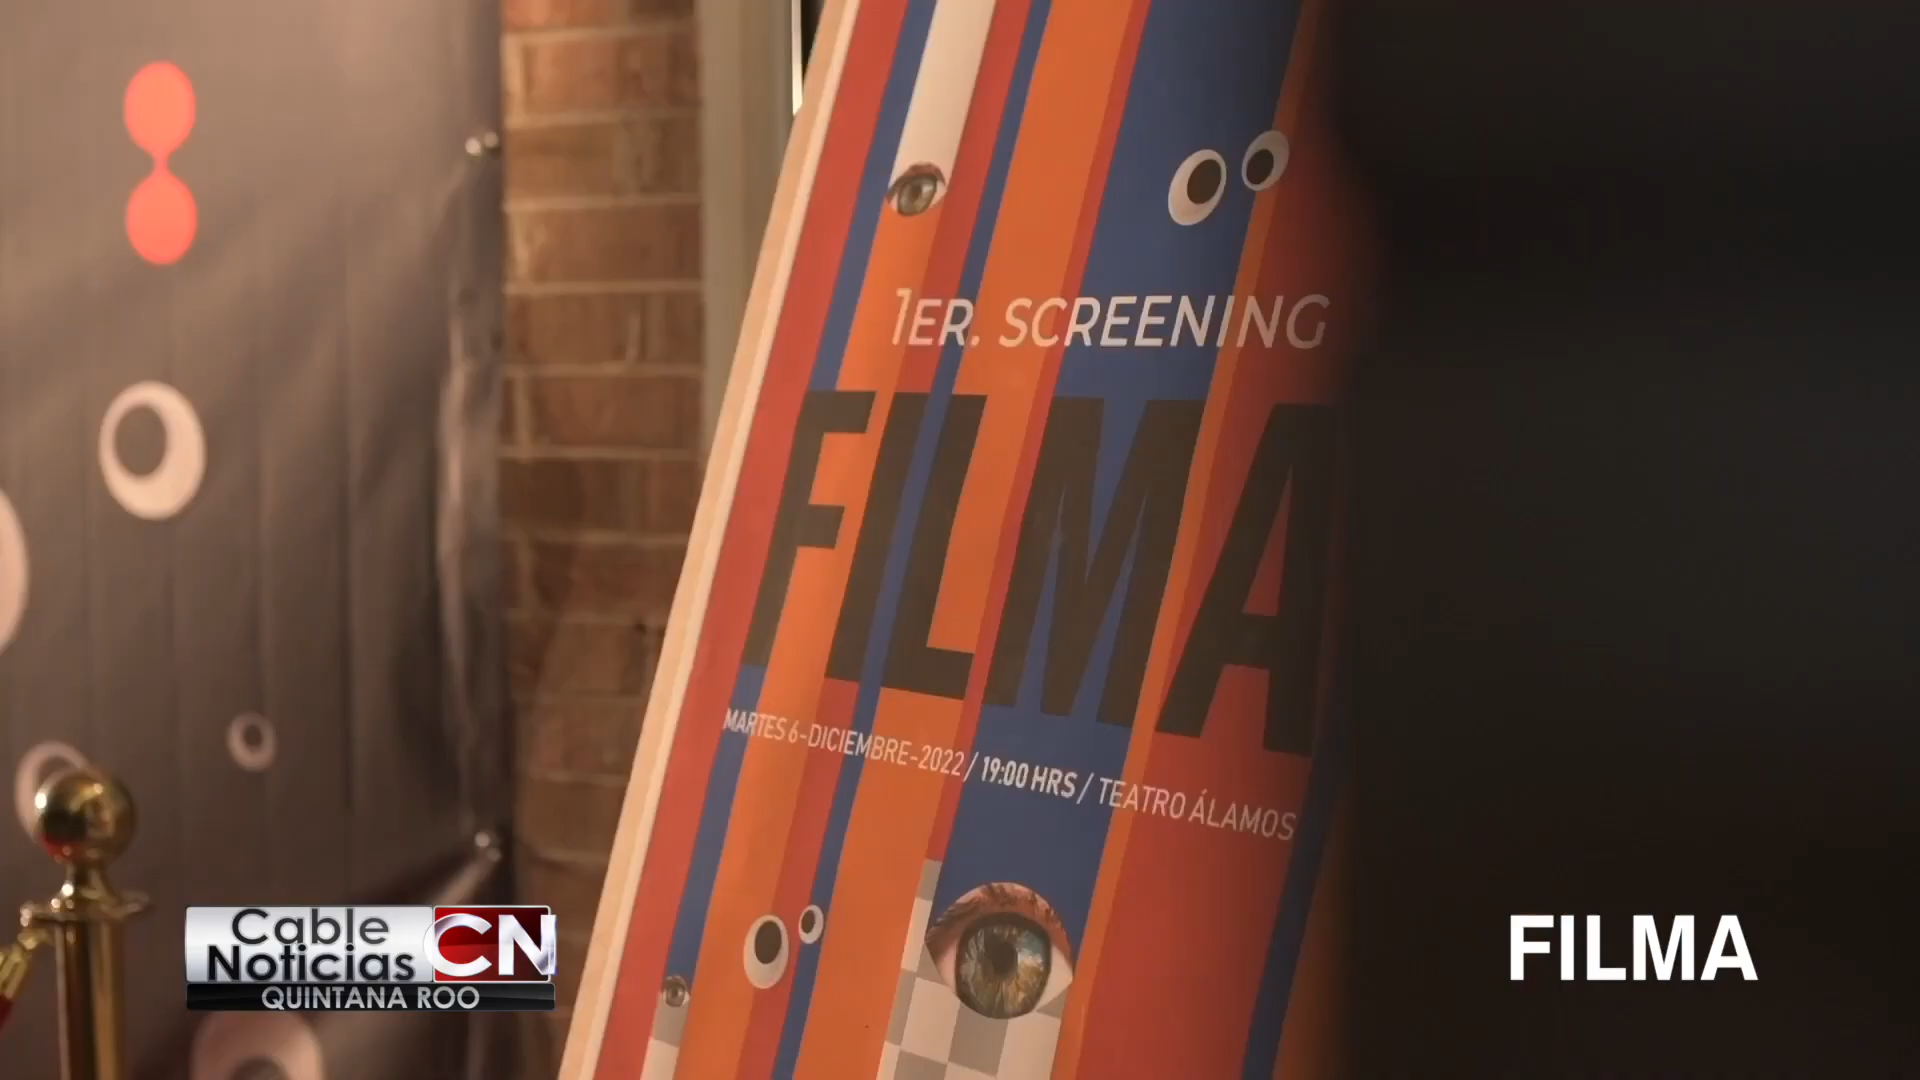 1ER. SCREENING
FILMA
MARTES 6-DICIEMBRE-2022 / 19:00 HRS / TEATRO ÁLAMOS
Cable
Noticias CN
QUINTANA ROO
FILMA